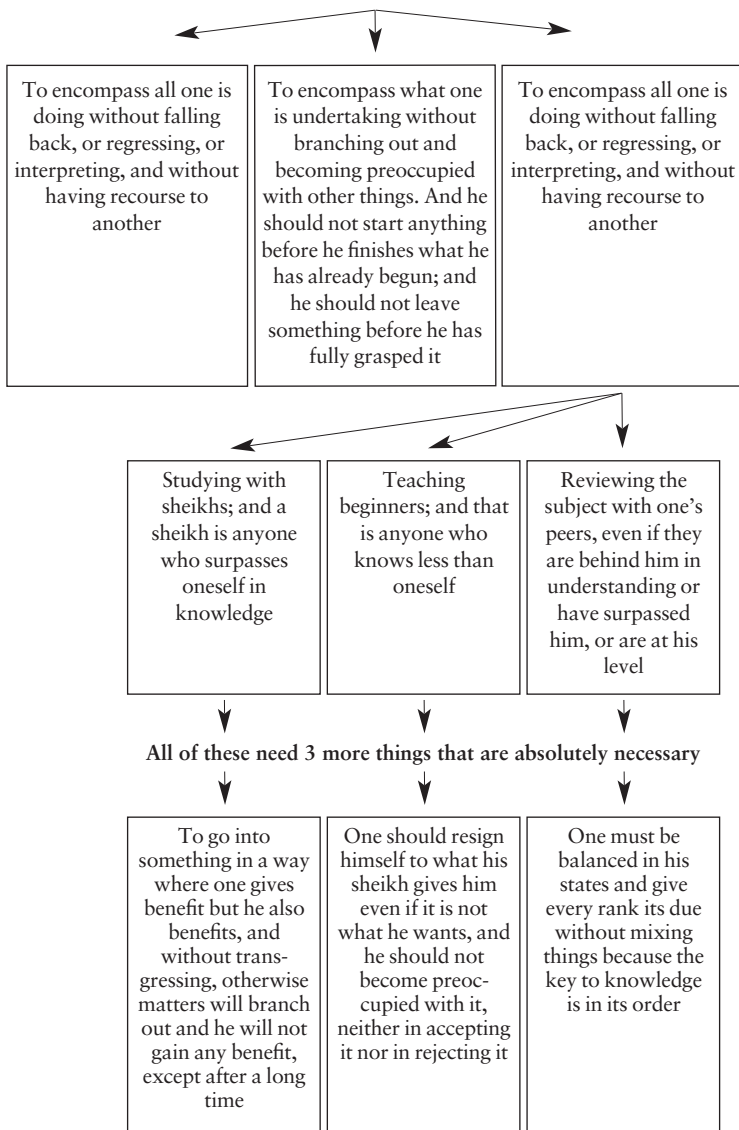 To encompass all one is
doing without falling
back, or regressing, or
interpreting, and without
having recourse to
another
To encompass what one
is undertaking without
branching out and
becoming preoccupied
with other things. And he
should not start anything
before he finishes what he
has already begun; and
he should not leave
something before he has
fully grasped it
To encompass all one is
doing without falling
back, or regressing, or
interpreting, and without
having recourse to
another
Studying with
sheikhs; and a
sheikh is anyone
who surpasses
oneself in
knowledge
Teaching
beginners; and that
is anyone who
knows less than
oneself
Reviewing the
subject with one's
peers, even if they
are behind him in
understanding or
have surpassed
him, or are at his
level
All of these need 3 more things that are absolutely necessary
To go into
something in a way
where one gives
benefit but he also
benefits, and
without trans-
gressing, otherwise
matters will branch
out and he will not
gain any benefit,
except after a long
time
One should resign
himself to what his
sheikh gives him
even if it is not
what he wants, and
he should not
become preoc-
cupied with it,
neither in accepting
it nor in rejecting it
One must be
balanced in his
states and give
every rank its due
without mixing
things because the
key to knowledge
is in its order